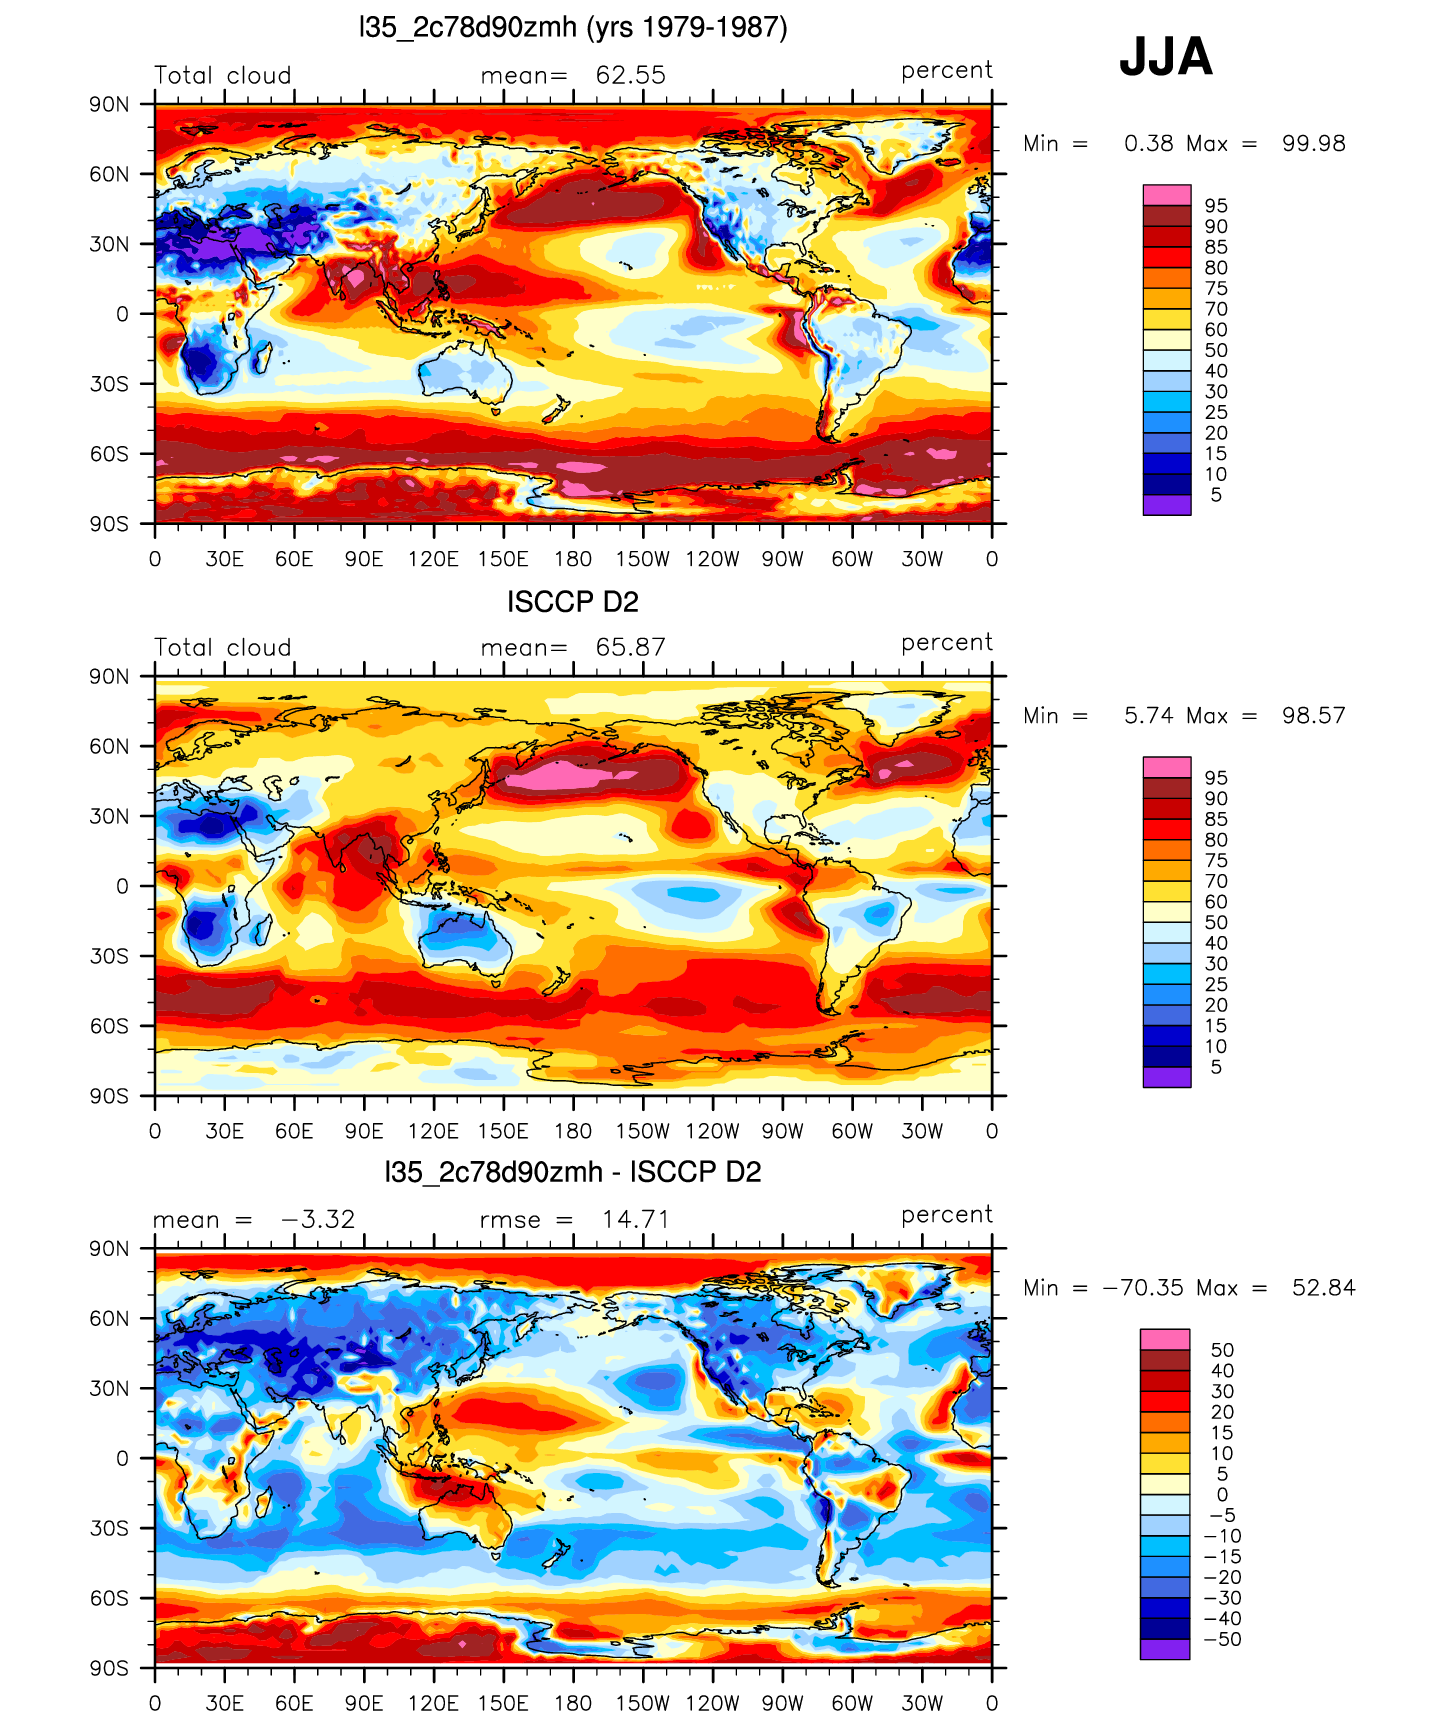 l35_2c78d90zmh (yrs 1979-1987)
JJA
Total cloud mean= 62.55 percent
Min = 0.38 Max = 99.98
90N
60N
30N
0
30S
60S
90S
0 30E 60E 90E 120E 150E 180 150W 120W 90W 60W 30W 0
95
90
85
80
75
70
60
50
40
30
25
20
15
10
5
ISCCP D2
Total cloud mean= 65.87 percent
Min = 5.74 Max = 98.57
90N
60N
30N
0
30S
60S
90S
0 30E 60E 90E 120E 150E 180 150W 120W 90W 60W 30W 0
95
90
85
80
75
70
60
50
40
30
25
20
15
10
5
l35_2c78d90zmh - ISCCP D2
mean = −3.32 rmse = 14.71 percent
Min = −70.35 Max = 52.84
90N
60N
30N
0
30S
60S
90S
0 30E 60E 90E 120E 150E 180 150W 120W 90W 60W 30W 0
50
40
30
20
15
10
5
0
−5
−10
−15
−20
−30
−40
−50